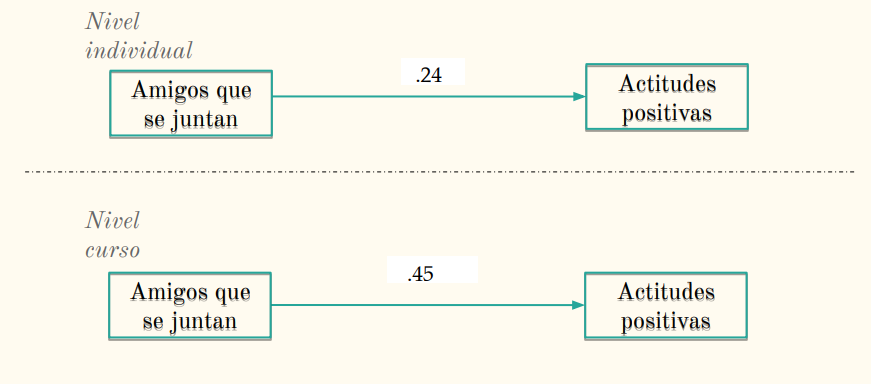 Nivel
individual
Amigos que
se juntan
.24
Actitudes
positivas
Nivel
curso
Amigos que
se juntan
.45
Actitudes
positivas